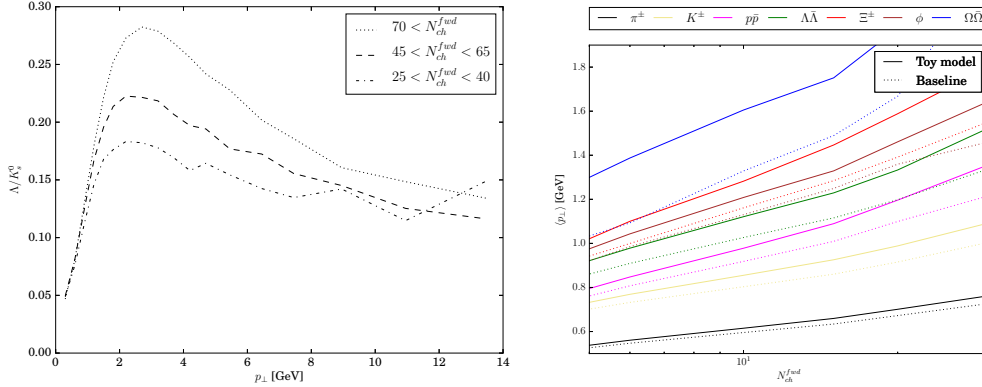 0.30
0.25
0.20
0.15
0.10
0.05
0.00
Λ/K_s^0
0 2 4 6 8 10 12 14
p⊥ [GeV]
70 < N_ch^fwd
45 < N_ch^fwd < 65
25 < N_ch^fwd < 40
π± K± pp̄ ΛΛ̄ Ξ± φ ΩΩ̄
Toy model
Baseline
1.8
1.6
1.4
1.2
1.0
0.8
0.6
⟨p⊥⟩ [GeV]
10^1
N_ch^fwd